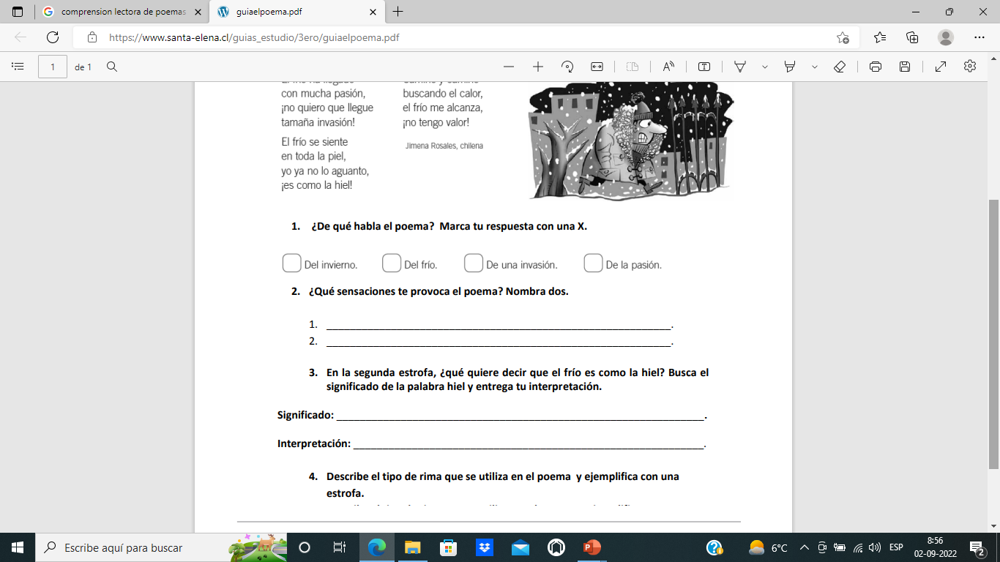 comprension lectora de poemas
guiaelpoema.pdf
https://www.santa-elena.cl/guias_estudio/3ero/guiaelpoema.pdf
1 de 1
con mucha pasión,
¡no quiero que llegue
tamaña invasión!
El frío se siente
en toda la piel,
yo ya no lo aguanto,
¡es como la hiel!
buscando el calor,
el frío me alcanza,
¡no tengo valor!
Jimena Rosales, chilena
1. ¿De qué habla el poema? Marca tu respuesta con una X.
Del invierno. Del frío. De una invasión. De la pasión.
2. ¿Qué sensaciones te provoca el poema? Nombra dos.
1. ___________________________________________________________.
2. ___________________________________________________________.
3. En la segunda estrofa, ¿qué quiere decir que el frío es como la hiel? Busca el
significado de la palabra hiel y entrega tu interpretación.
Significado: _______________________________________________________________.
Interpretación: ____________________________________________________________.
4. Describe el tipo de rima que se utiliza en el poema y ejemplifica con una
estrofa.
Escribe aquí para buscar
6°C
ESP
8:56
02-09-2022
2